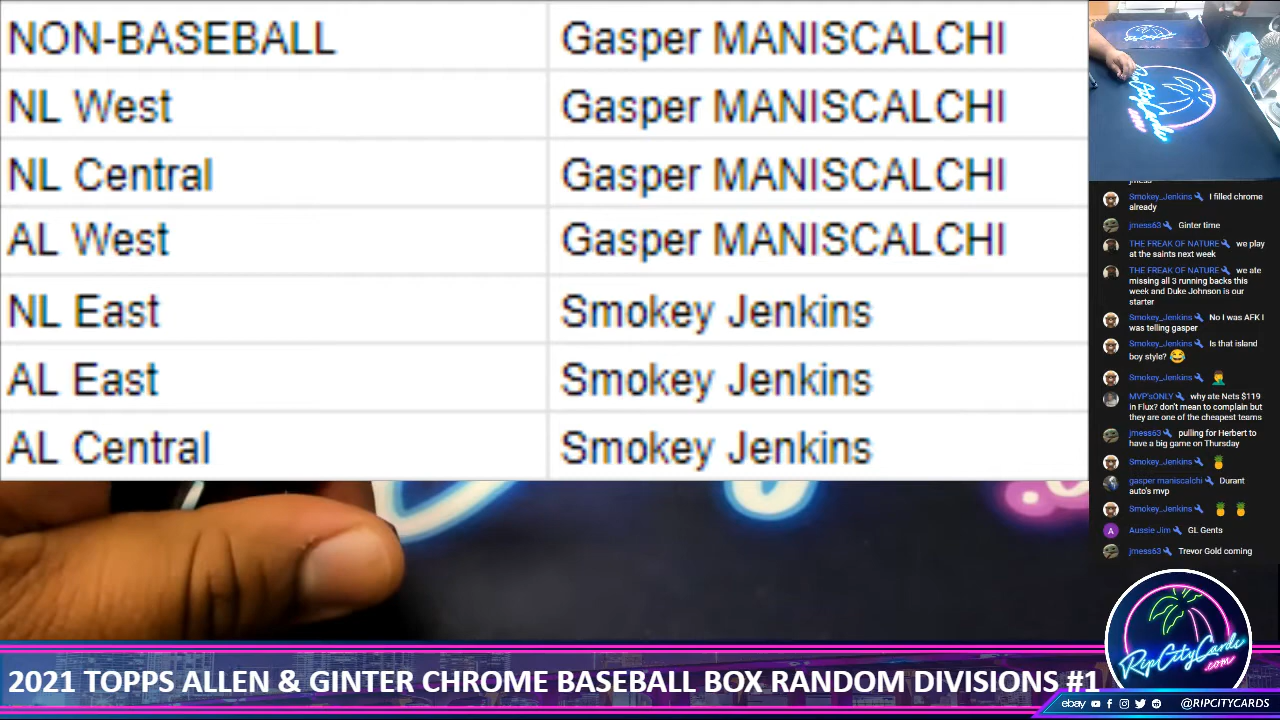 NON-BASEBALL Gasper MANISCALCHI
NL West Gasper MANISCALCHI
NL Central Gasper MANISCALCHI
AL West Gasper MANISCALCHI
NL East Smokey Jenkins
AL East Smokey Jenkins
AL Central Smokey Jenkins
jmess
Smokey_Jenkins I filled chrome
already
jmess63 Ginter time
THE FREAK OF NATURE we play
at the saints next week
THE FREAK OF NATURE we ate
missing all 3 running backs this
week and Duke Johnson is our
starter
Smokey_Jenkins No I was AFK I
was telling gasper
Smokey_Jenkins Is that island
boy style? 😂
Smokey_Jenkins 🤦‍♂️
MVP'sONLY why ate Nets $119
in Flux? don't mean to complain but
they are one of the cheapest teams
jmess63 pulling for Herbert to
have a big game on Thursday
Smokey_Jenkins 🍍
gasper maniscalchi Durant
auto's mvp
Smokey_Jenkins 🍍 🍍
A Aussie Jim GL Gents
jmess63 Trevor Gold coming
RipCityCards
.com
2021 TOPPS ALLEN & GINTER CHROME BASEBALL BOX RANDOM DIVISIONS #1
ebay @RIPCITYCARDS